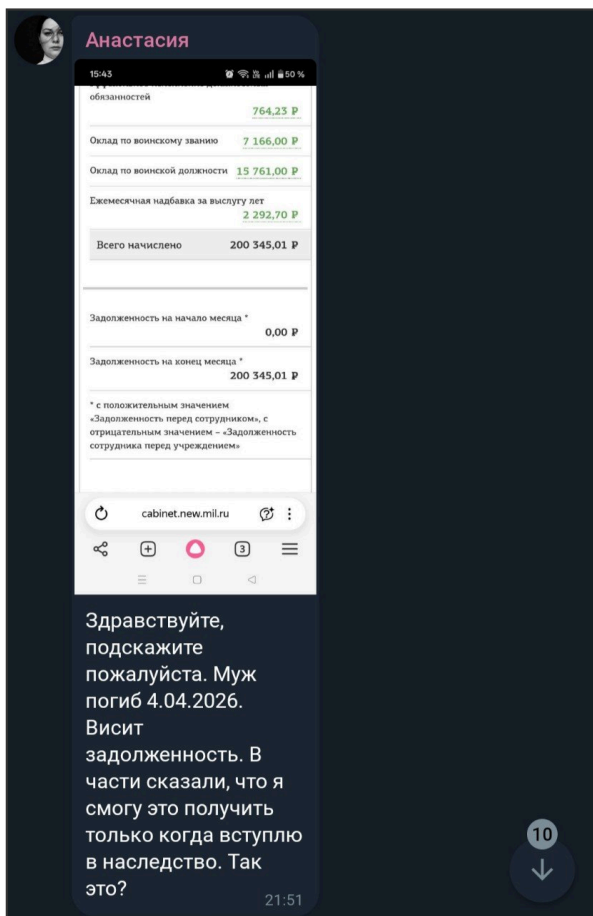 Анастасия
15:43
50 %
обязанностей
764,23 ₽
Оклад по воинскому званию 7 166,00 ₽
Оклад по воинской должности 15 761,00 ₽
Ежемесячная надбавка за выслугу лет
2 292,70 ₽
Всего начислено 200 345,01 ₽
Задолженность на начало месяца *
0,00 ₽
Задолженность на конец месяца *
200 345,01 ₽
* с положительным значением
«Задолженность перед сотрудником», с
отрицательным значением – «Задолженность
сотрудника перед учреждением»
cabinet.new.mil.ru
3
Здравствуйте,
подскажите
пожалуйста. Муж
погиб 4.04.2026.
Висит
задолженность. В
части сказали, что я
смогу это получить
только когда вступлю
в наследство. Так
это?
21:51
10